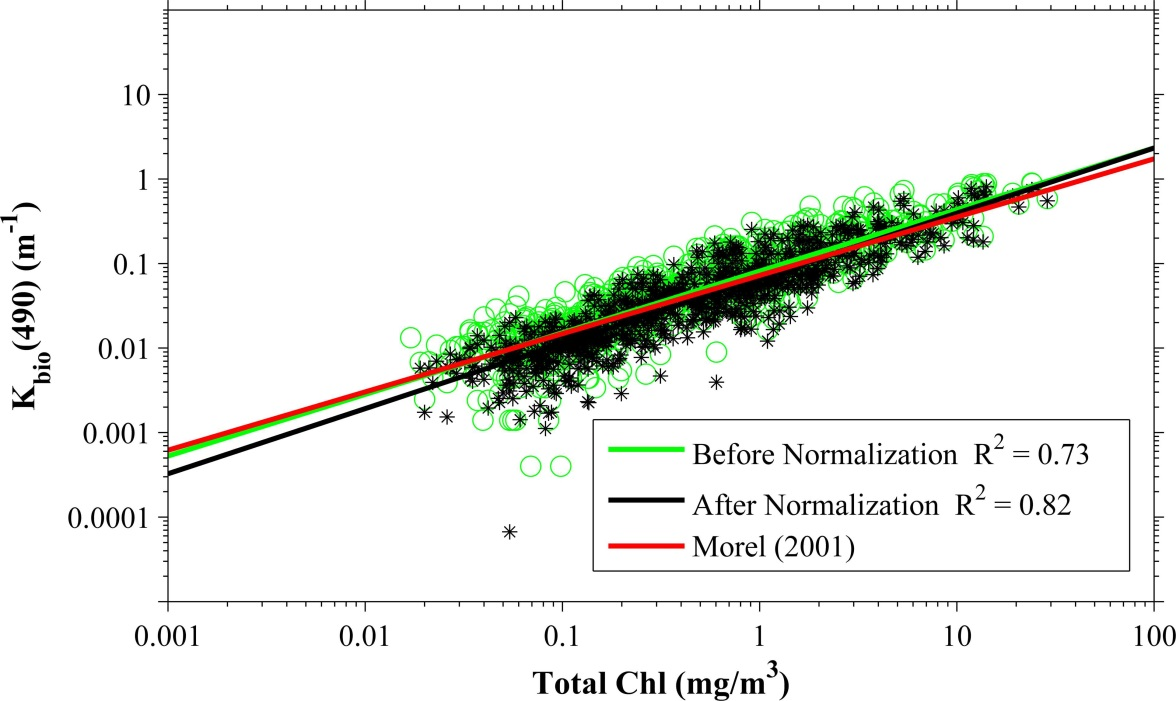 10
1
0.1
0.01
0.001
0.0001
K_bio(490) (m^-1)
Before Normalization R^2 = 0.73
After Normalization R^2 = 0.82
Morel (2001)
0.001 0.01 0.1 1 10 100
Total Chl (mg/m^3)